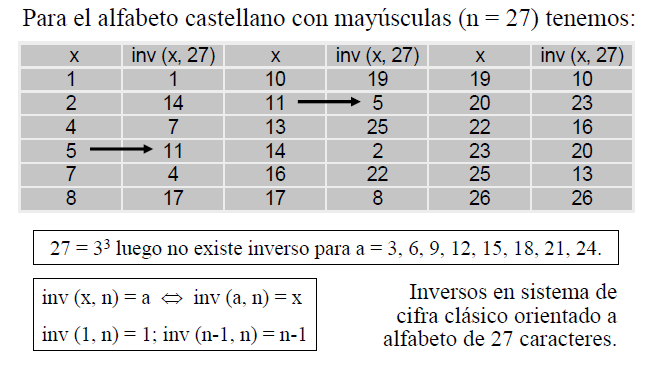 Para el alfabeto castellano con mayúsculas (n = 27) tenemos:
x inv (x, 27) x inv (x, 27) x inv (x, 27)
1 1 10 19 19 10
2 14 11 5 20 23
4 7 13 25 22 16
5 11 14 2 23 20
7 4 16 22 25 13
8 17 17 8 26 26
27 = 3³ luego no existe inverso para a = 3, 6, 9, 12, 15, 18, 21, 24.
inv (x, n) = a ⇔ inv (a, n) = x
inv (1, n) = 1; inv (n-1, n) = n-1
Inversos en sistema de
cifra clásico orientado a
alfabeto de 27 caracteres.